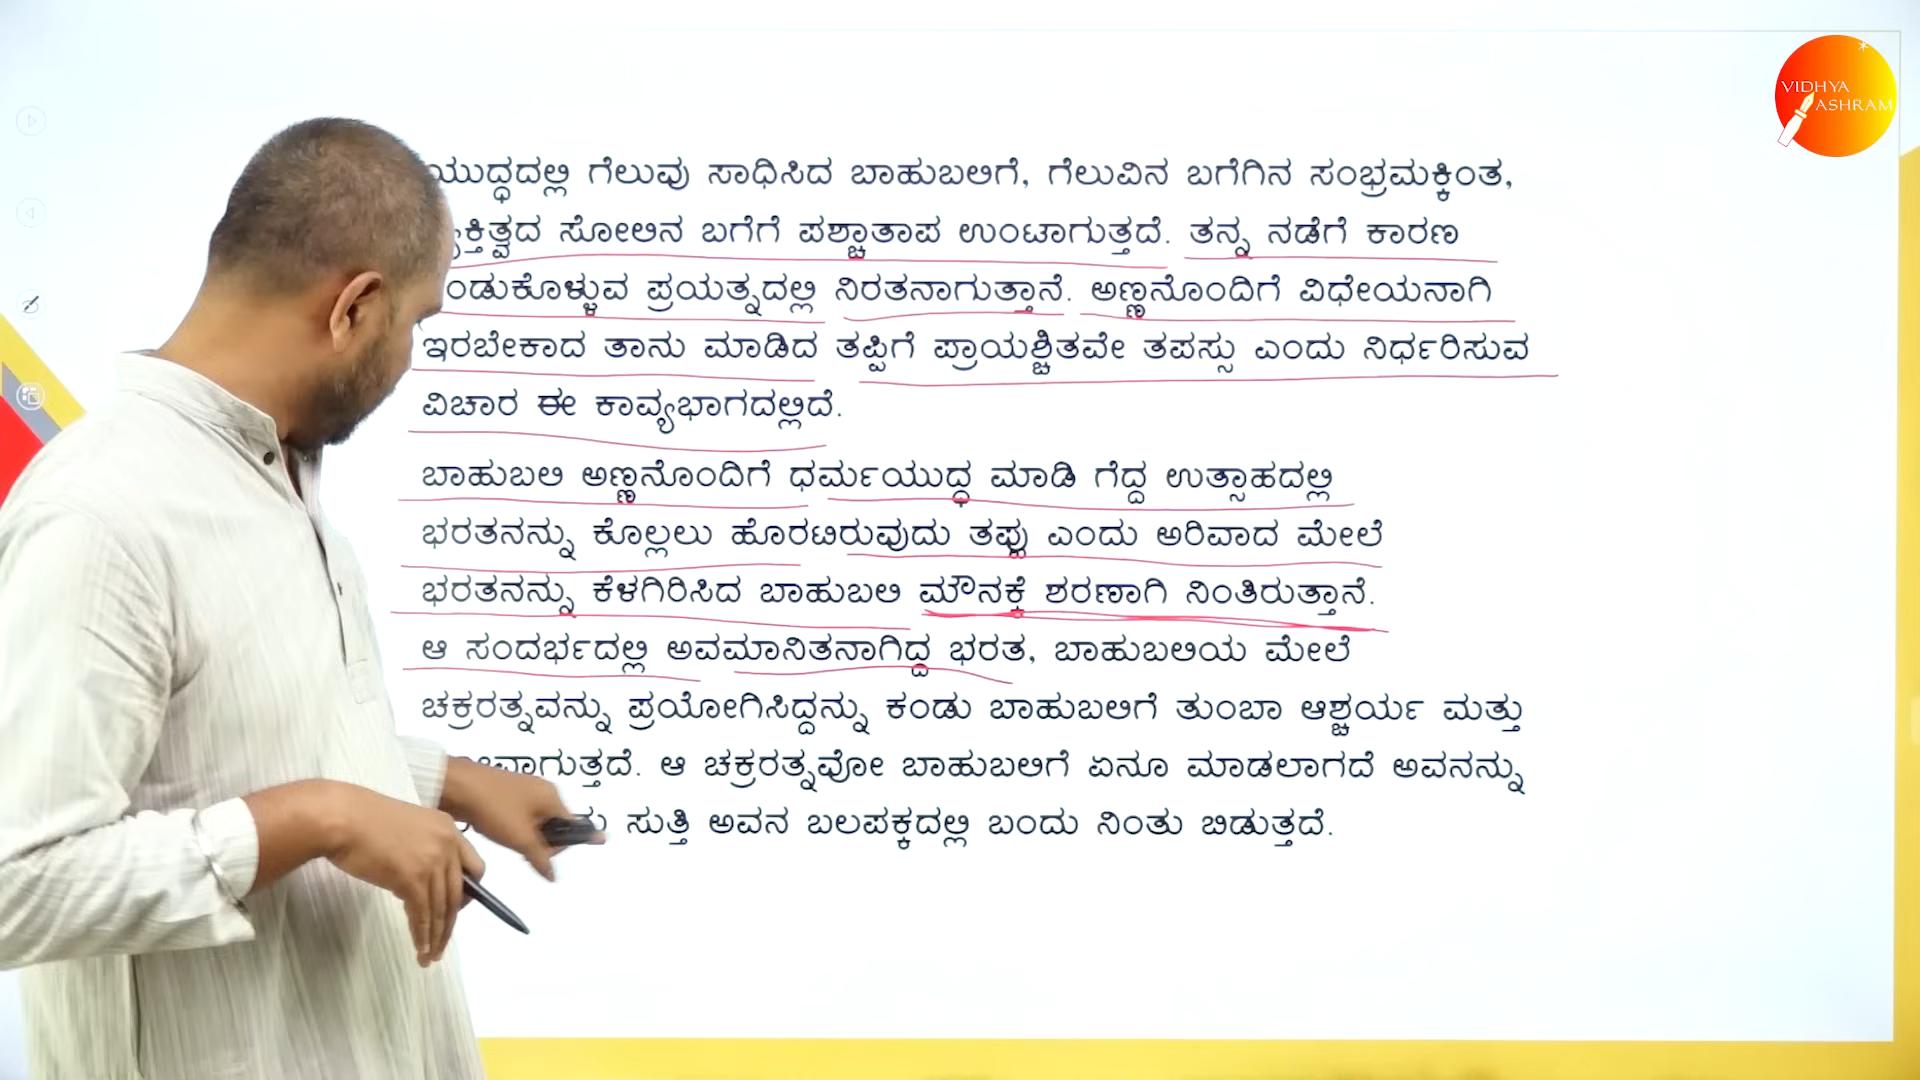 VIDHYA
ASHRAM
ಯುದ್ಧದಲ್ಲಿ ಗೆಲುವು ಸಾಧಿಸಿದ ಬಾಹುಬಲಿಗೆ, ಗೆಲುವಿನ ಬಗೆಗಿನ ಸಂಭ್ರಮಕ್ಕಿಂತ,
ಸೋಲಿನ ಬಗೆಗೆ ಪಶ್ಚಾತಾಪ ಉಂಟಾಗುತ್ತದೆ. ತನ್ನ ನಡೆಗೆ ಕಾರಣ
ಪ್ರಯತ್ನದಲ್ಲಿ ನಿರತನಾಗುತ್ತಾನೆ. ಅಣ್ಣನೊಂದಿಗೆ ವಿಧೇಯನಾಗಿ
ಇರಬೇಕಾದ ತಾನು ಮಾಡಿದ ತಪ್ಪಿಗೆ ಪ್ರಾಯಶ್ಚಿತವೇ ತಪಸ್ಸು ಎಂದು ನಿರ್ಧರಿಸುವ
ವಿಚಾರ ಈ ಕಾವ್ಯಭಾಗದಲ್ಲಿದೆ.
ಬಾಹುಬಲಿ ಅಣ್ಣನೊಂದಿಗೆ ಧರ್ಮಯುದ್ಧ ಮಾಡಿ ಗೆದ್ದ ಉತ್ಸಾಹದಲ್ಲಿ
ಭರತನನ್ನು ಕೊಲ್ಲಲು ಹೊರಟಿರುವುದು ತಪ್ಪು ಎಂದು ಅರಿವಾದ ಮೇಲೆ
ಭರತನನ್ನು ಕೆಳಗಿರಿಸಿದ ಬಾಹುಬಲಿ ಮೌನಕ್ಕೆ ಶರಣಾಗಿ ನಿಂತಿರುತ್ತಾನೆ.
ಆ ಸಂದರ್ಭದಲ್ಲಿ ಅವಮಾನಿತನಾಗಿದ್ದ ಭರತ, ಬಾಹುಬಲಿಯ ಮೇಲೆ
ಚಕ್ರರತ್ನವನ್ನು ಪ್ರಯೋಗಿಸಿದ್ದನ್ನು ಕಂಡು ಬಾಹುಬಲಿಗೆ ತುಂಬಾ ಆಶ್ಚರ್ಯ ಮತ್ತು
ಆ ಚಕ್ರರತ್ನವೋ ಬಾಹುಬಲಿಗೆ ಏನೂ ಮಾಡಲಾಗದೆ ಅವನನ್ನು
ಸುತ್ತಿ ಅವನ ಬಲಪಕ್ಕದಲ್ಲಿ ಬಂದು ನಿಂತು ಬಿಡುತ್ತದೆ.